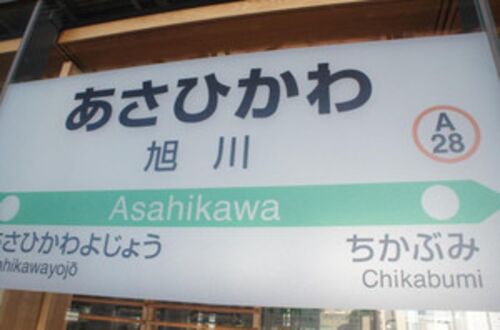 あさひかわ
旭川
A
28
Asahikawa
さひかわよじょう
ahikawayojō
ちかぶみ
Chikabumi